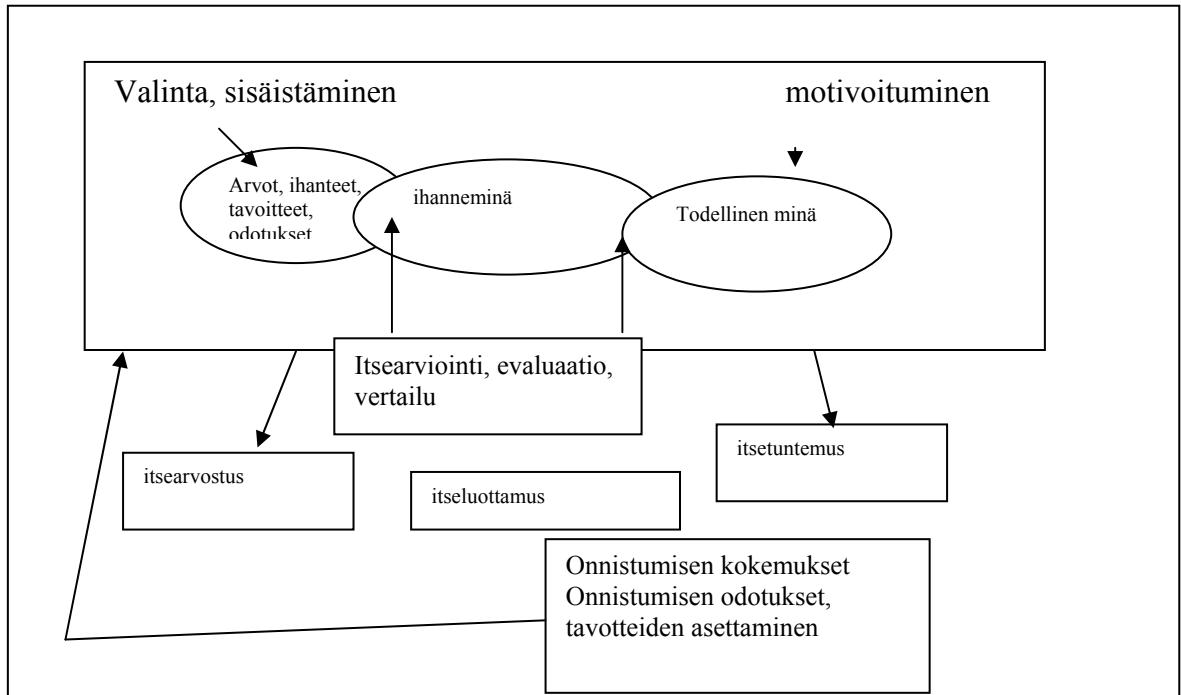 Valinta, sisäistäminen
motivoituminen
Arvot, ihanteet,
tavoitteet,
odotukset
ihanneminä
Todellinen minä
Itsearviointi, evaluaatio,
vertailu
itsearvostus
itseluottamus
itsetuntemus
Onnistumisen kokemukset
Onnistumisen odotukset,
tavotteiden asettaminen